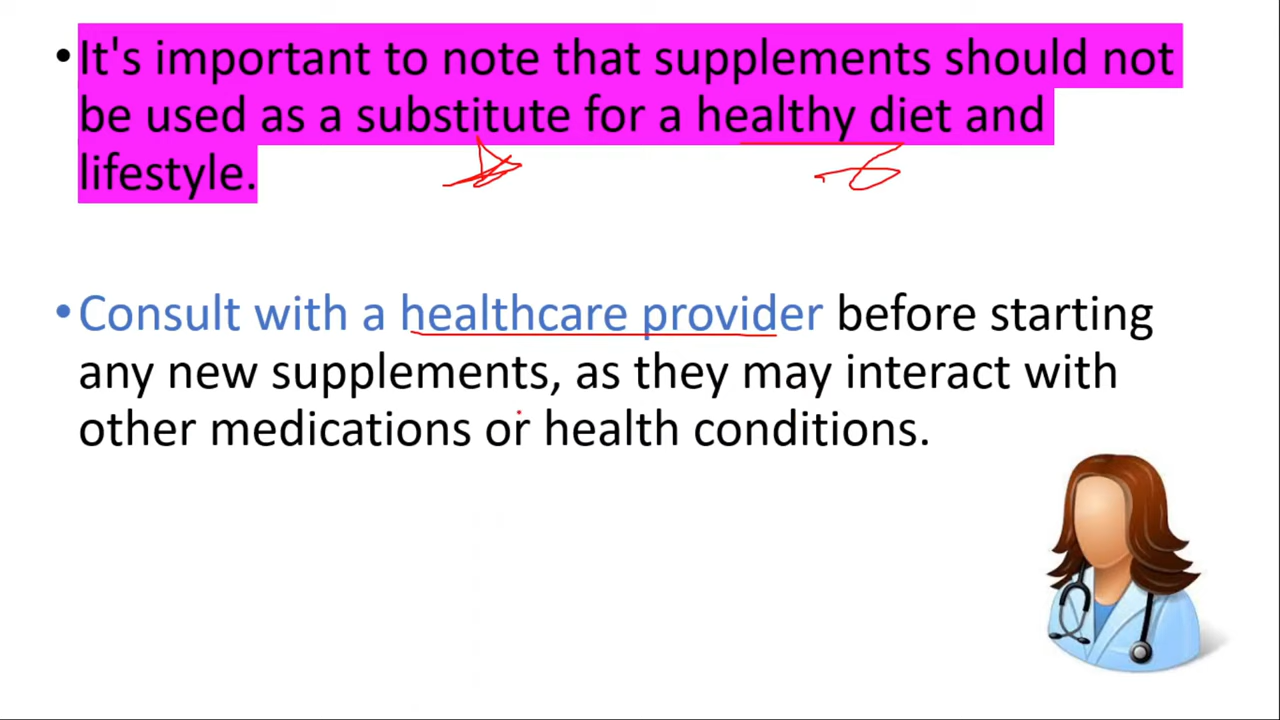 • It's important to note that supplements should not
be used as a substitute for a healthy diet and
lifestyle.
• Consult with a healthcare provider before starting
any new supplements, as they may interact with
other medications or health conditions.